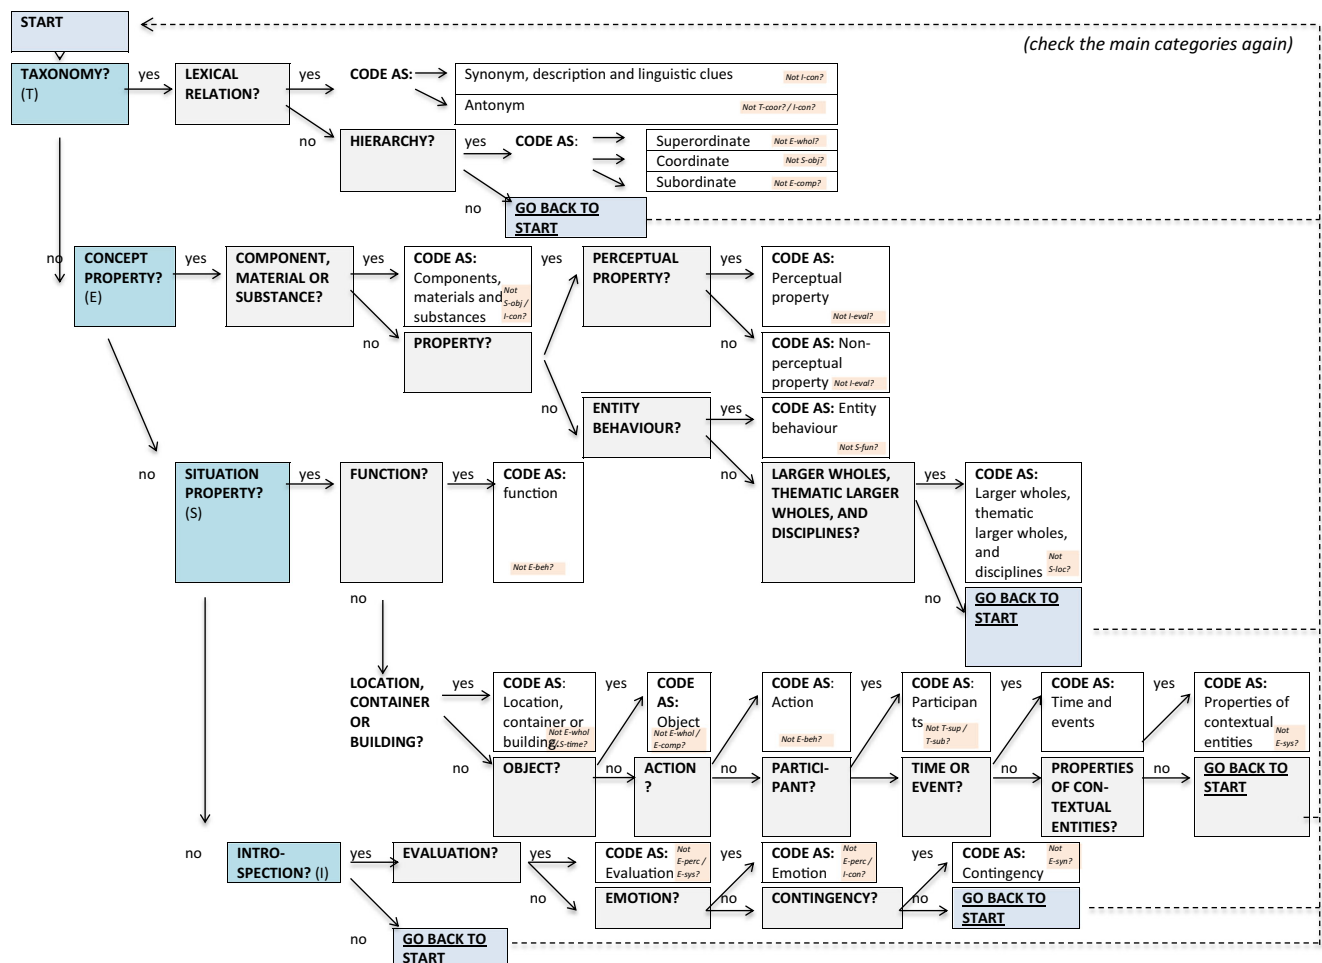 START
(check the main categories again)
TAXONOMY?
(T)
yes
LEXICAL
RELATION?
yes
CODE AS:
Synonym, description and linguistic clues
Not I-con?
Antonym
Not T-coor? / I-con?
no
HIERARCHY?
yes
CODE AS:
Superordinate
Not E-whol?
Coordinate
Not S-obj?
Subordinate
Not E-comp?
no
GO BACK TO
START
no
CONCEPT
PROPERTY?
(E)
yes
COMPONENT,
MATERIAL OR
SUBSTANCE?
yes
CODE AS:
Components,
materials and
substances
Not
S-obj /
I-con?
no
PROPERTY?
yes
PERCEPTUAL
PROPERTY?
yes
CODE AS:
Perceptual
property
Not I-eval?
no
CODE AS: Non-
perceptual
property
Not I-eval?
no
ENTITY
BEHAVIOUR?
yes
CODE AS: Entity
behaviour
Not S-fun?
no
LARGER WHOLES,
THEMATIC LARGER
WHOLES, AND
DISCIPLINES?
yes
CODE AS:
Larger wholes,
thematic
larger wholes,
and
disciplines
Not
S-loc?
no
GO BACK TO
START
no
SITUATION
PROPERTY?
(S)
yes
FUNCTION?
yes
CODE AS:
function
Not E-beh?
no
LOCATION,
CONTAINER
OR
BUILDING?
yes
CODE AS:
Location,
container or
building
Not E-whol
/ S-time?
no
OBJECT?
yes
CODE
AS:
Object
Not E-whol /
E-comp?
no
ACTION
?
CODE AS:
Action
Not E-beh?
no
PARTICI-
PANT?
yes
CODE AS:
Participan
ts
Not T-sup /
T-sub?
TIME OR
EVENT?
yes
CODE AS:
Time and
events
no
PROPERTIES
OF CON-
TEXTUAL
ENTITIES?
yes
CODE AS:
Properties of
contextual
entities
Not
E-sys?
no
GO BACK TO
START
no
INTRO-
SPECTION? (I)
yes
EVALUATION?
yes
CODE AS:
Evaluation
Not
E-perc /
E-sys?
no
EMOTION?
yes
CODE AS:
Emotion
Not
E-perc /
I-con?
no
CONTINGENCY?
yes
CODE AS:
Contingency
Not
E-syn?
no
GO BACK TO
START
no
GO BACK TO
START